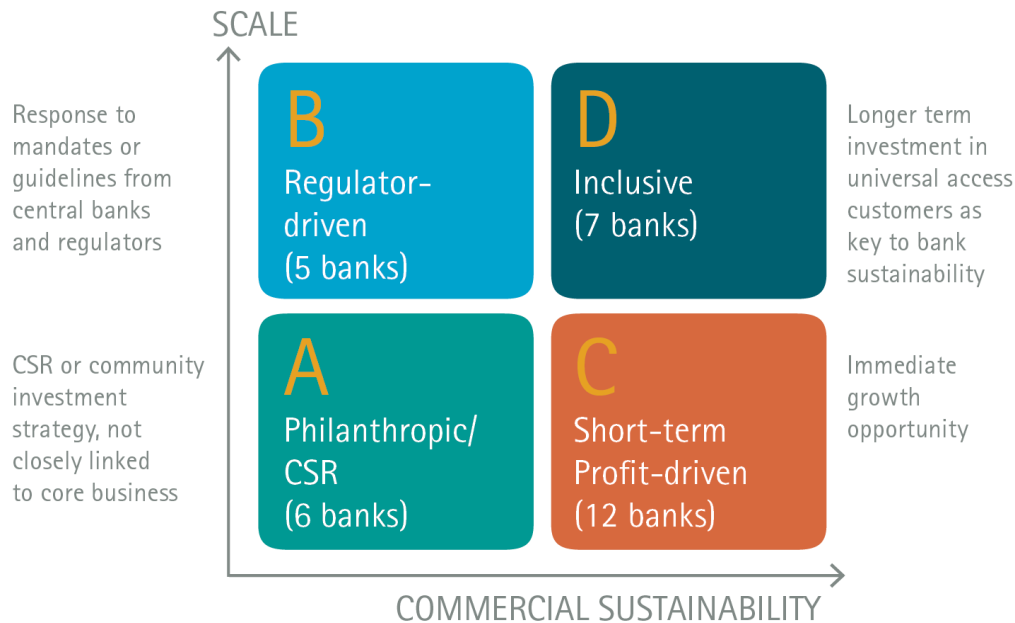 SCALE
Response to
mandates or
guidelines from
central banks
and regulators
B
Regulator-
driven
(5 banks)
D
Inclusive
(7 banks)
Longer term
investment in
universal access
customers as
key to bank
sustainability
CSR or community
investment
strategy, not
closely linked
to core business
A
Philanthropic/
CSR
(6 banks)
C
Short-term
Profit-driven
(12 banks)
Immediate
growth
opportunity
COMMERCIAL SUSTAINABILITY